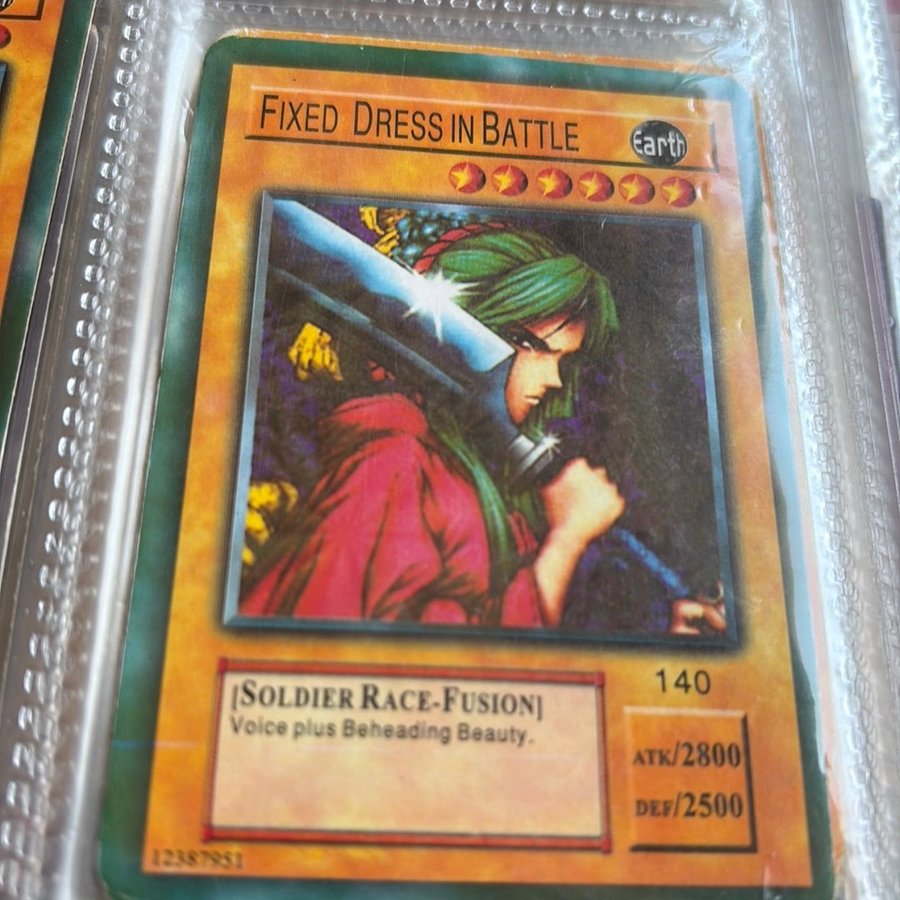 FIXED DRESS IN BATTLE
Earth
140
[SOLDIER RACE-FUSION]
Voice plus Beheading Beauty.
ATK/2800
DEF/2500
12387951